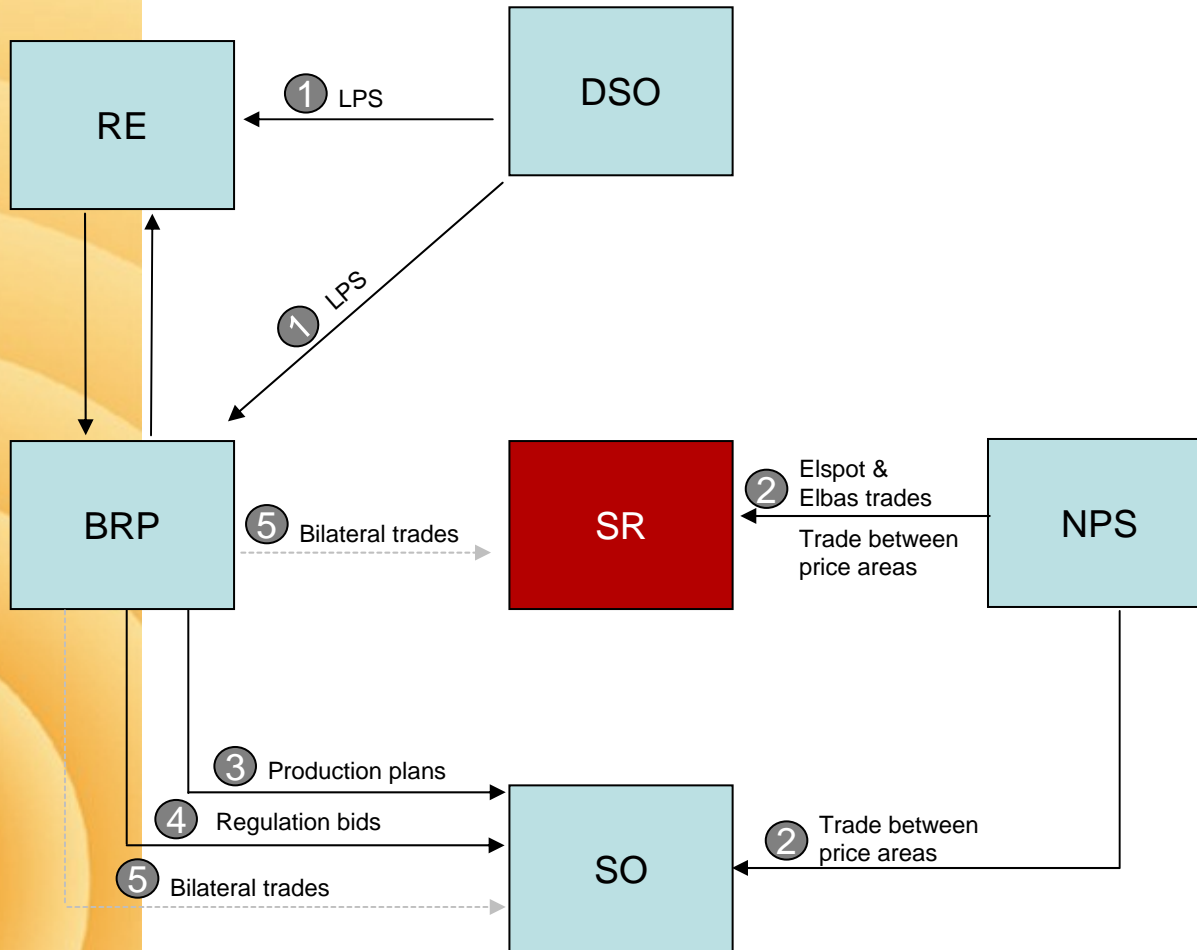 DSO
1 LPS
RE
1 LPS
2 Elspot &
Elbas trades
5 Bilateral trades
BRP
SR
NPS
Trade between
price areas
3 Production plans
4 Regulation bids
2 Trade between
price areas
SO
5 Bilateral trades